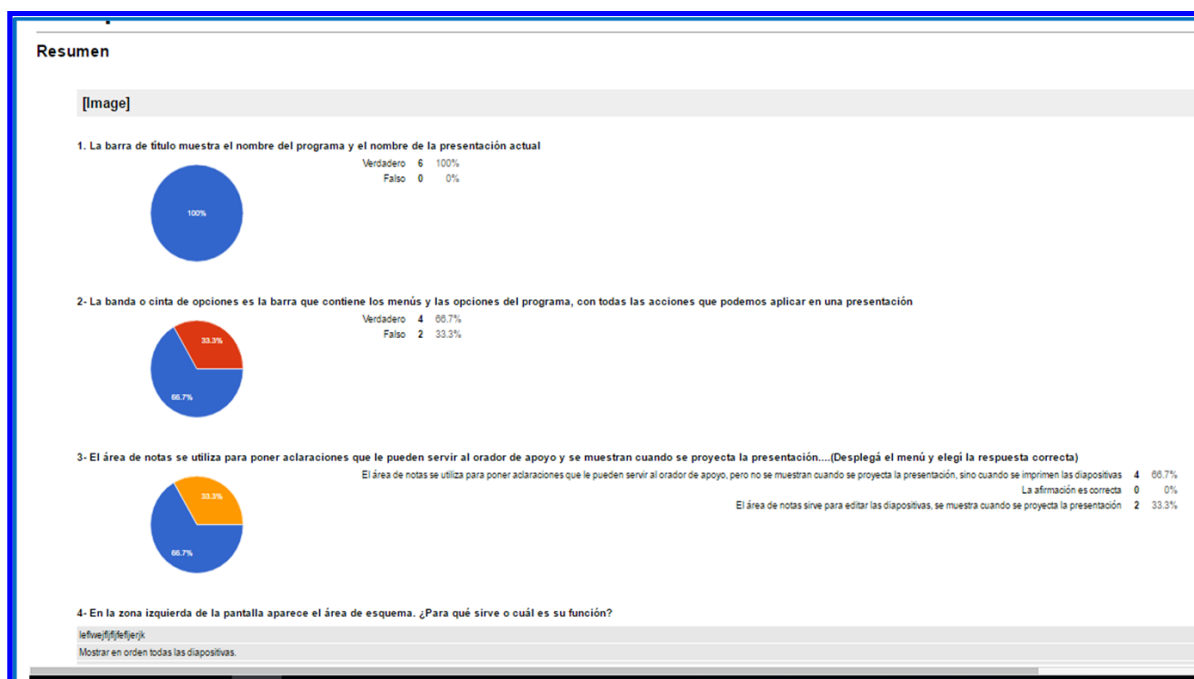 Resumen
[Image]
1. La barra de título muestra el nombre del programa y el nombre de la presentación actual
Verdadero 6 100%
Falso 0 0%
100%
2- La banda o cinta de opciones es la barra que contiene los menús y las opciones del programa, con todas las acciones que podemos aplicar en una presentación
Verdadero 4 66.7%
Falso 2 33.3%
33.3%
66.7%
3- El área de notas se utiliza para poner aclaraciones que le pueden servir al orador de apoyo y se muestran cuando se proyecta la presentación....(Desplegá el menú y elegí la respuesta correcta)
El área de notas se utiliza para poner aclaraciones que le pueden servir al orador de apoyo, pero no se muestran cuando se proyecta la presentación, sino cuando se imprimen las diapositivas 4 66.7%
La afirmación es correcta 0 0%
El área de notas sirve para editar las diapositivas, se muestra cuando se proyecta la presentación 2 33.3%
33.3%
66.7%
4- En la zona izquierda de la pantalla aparece el área de esquema. ¿Para qué sirve o cuál es su función?
Mostrar en orden todas las diapositivas.